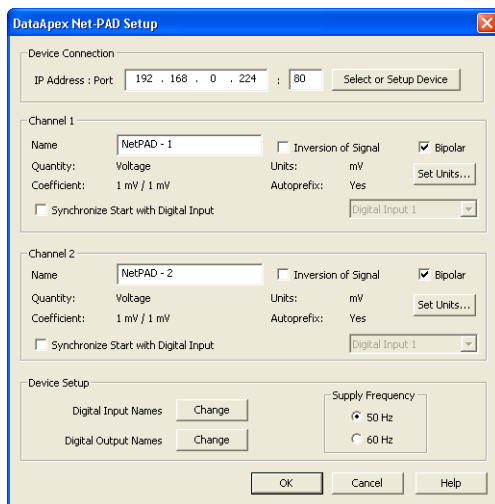 DataApex Net-PAD Setup
Device Connection
IP Address : Port 192 . 168 . 0 . 224 : 80 Select or Setup Device
Channel 1
Name NetPAD - 1 Inversion of Signal Bipolar
Quantity: Voltage Units: mV Set Units...
Coefficient: 1 mV / 1 mV Autoprefix: Yes
Synchronize Start with Digital Input Digital Input 1
Channel 2
Name NetPAD - 2 Inversion of Signal Bipolar
Quantity: Voltage Units: mV Set Units...
Coefficient: 1 mV / 1 mV Autoprefix: Yes
Synchronize Start with Digital Input Digital Input 1
Device Setup
Supply Frequency
Digital Input Names Change 50 Hz
Digital Output Names Change 60 Hz
OK Cancel Help